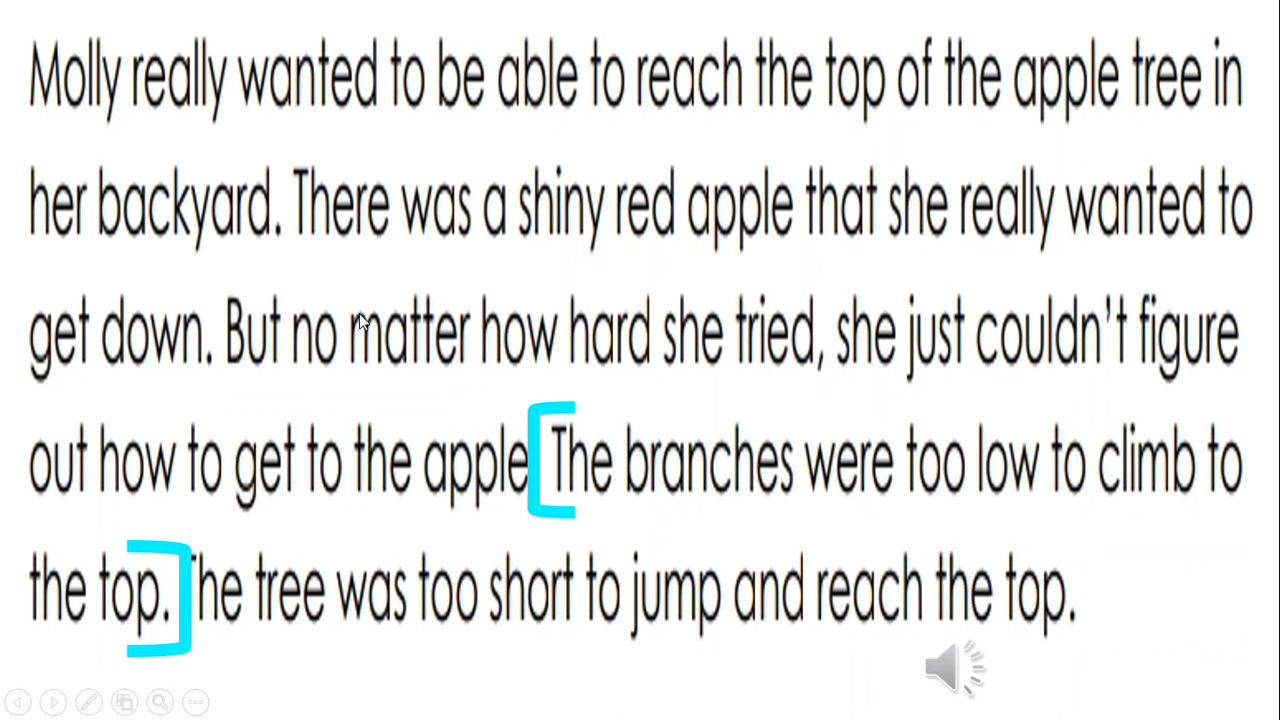 Molly really wanted to be able to reach the top of the apple tree in
her backyard. There was a shiny red apple that she really wanted to
get down. But no matter how hard she tried, she just couldn't figure
out how to get to the apple The branches were too low to climb to
the top. The tree was too short to jump and reach the top.